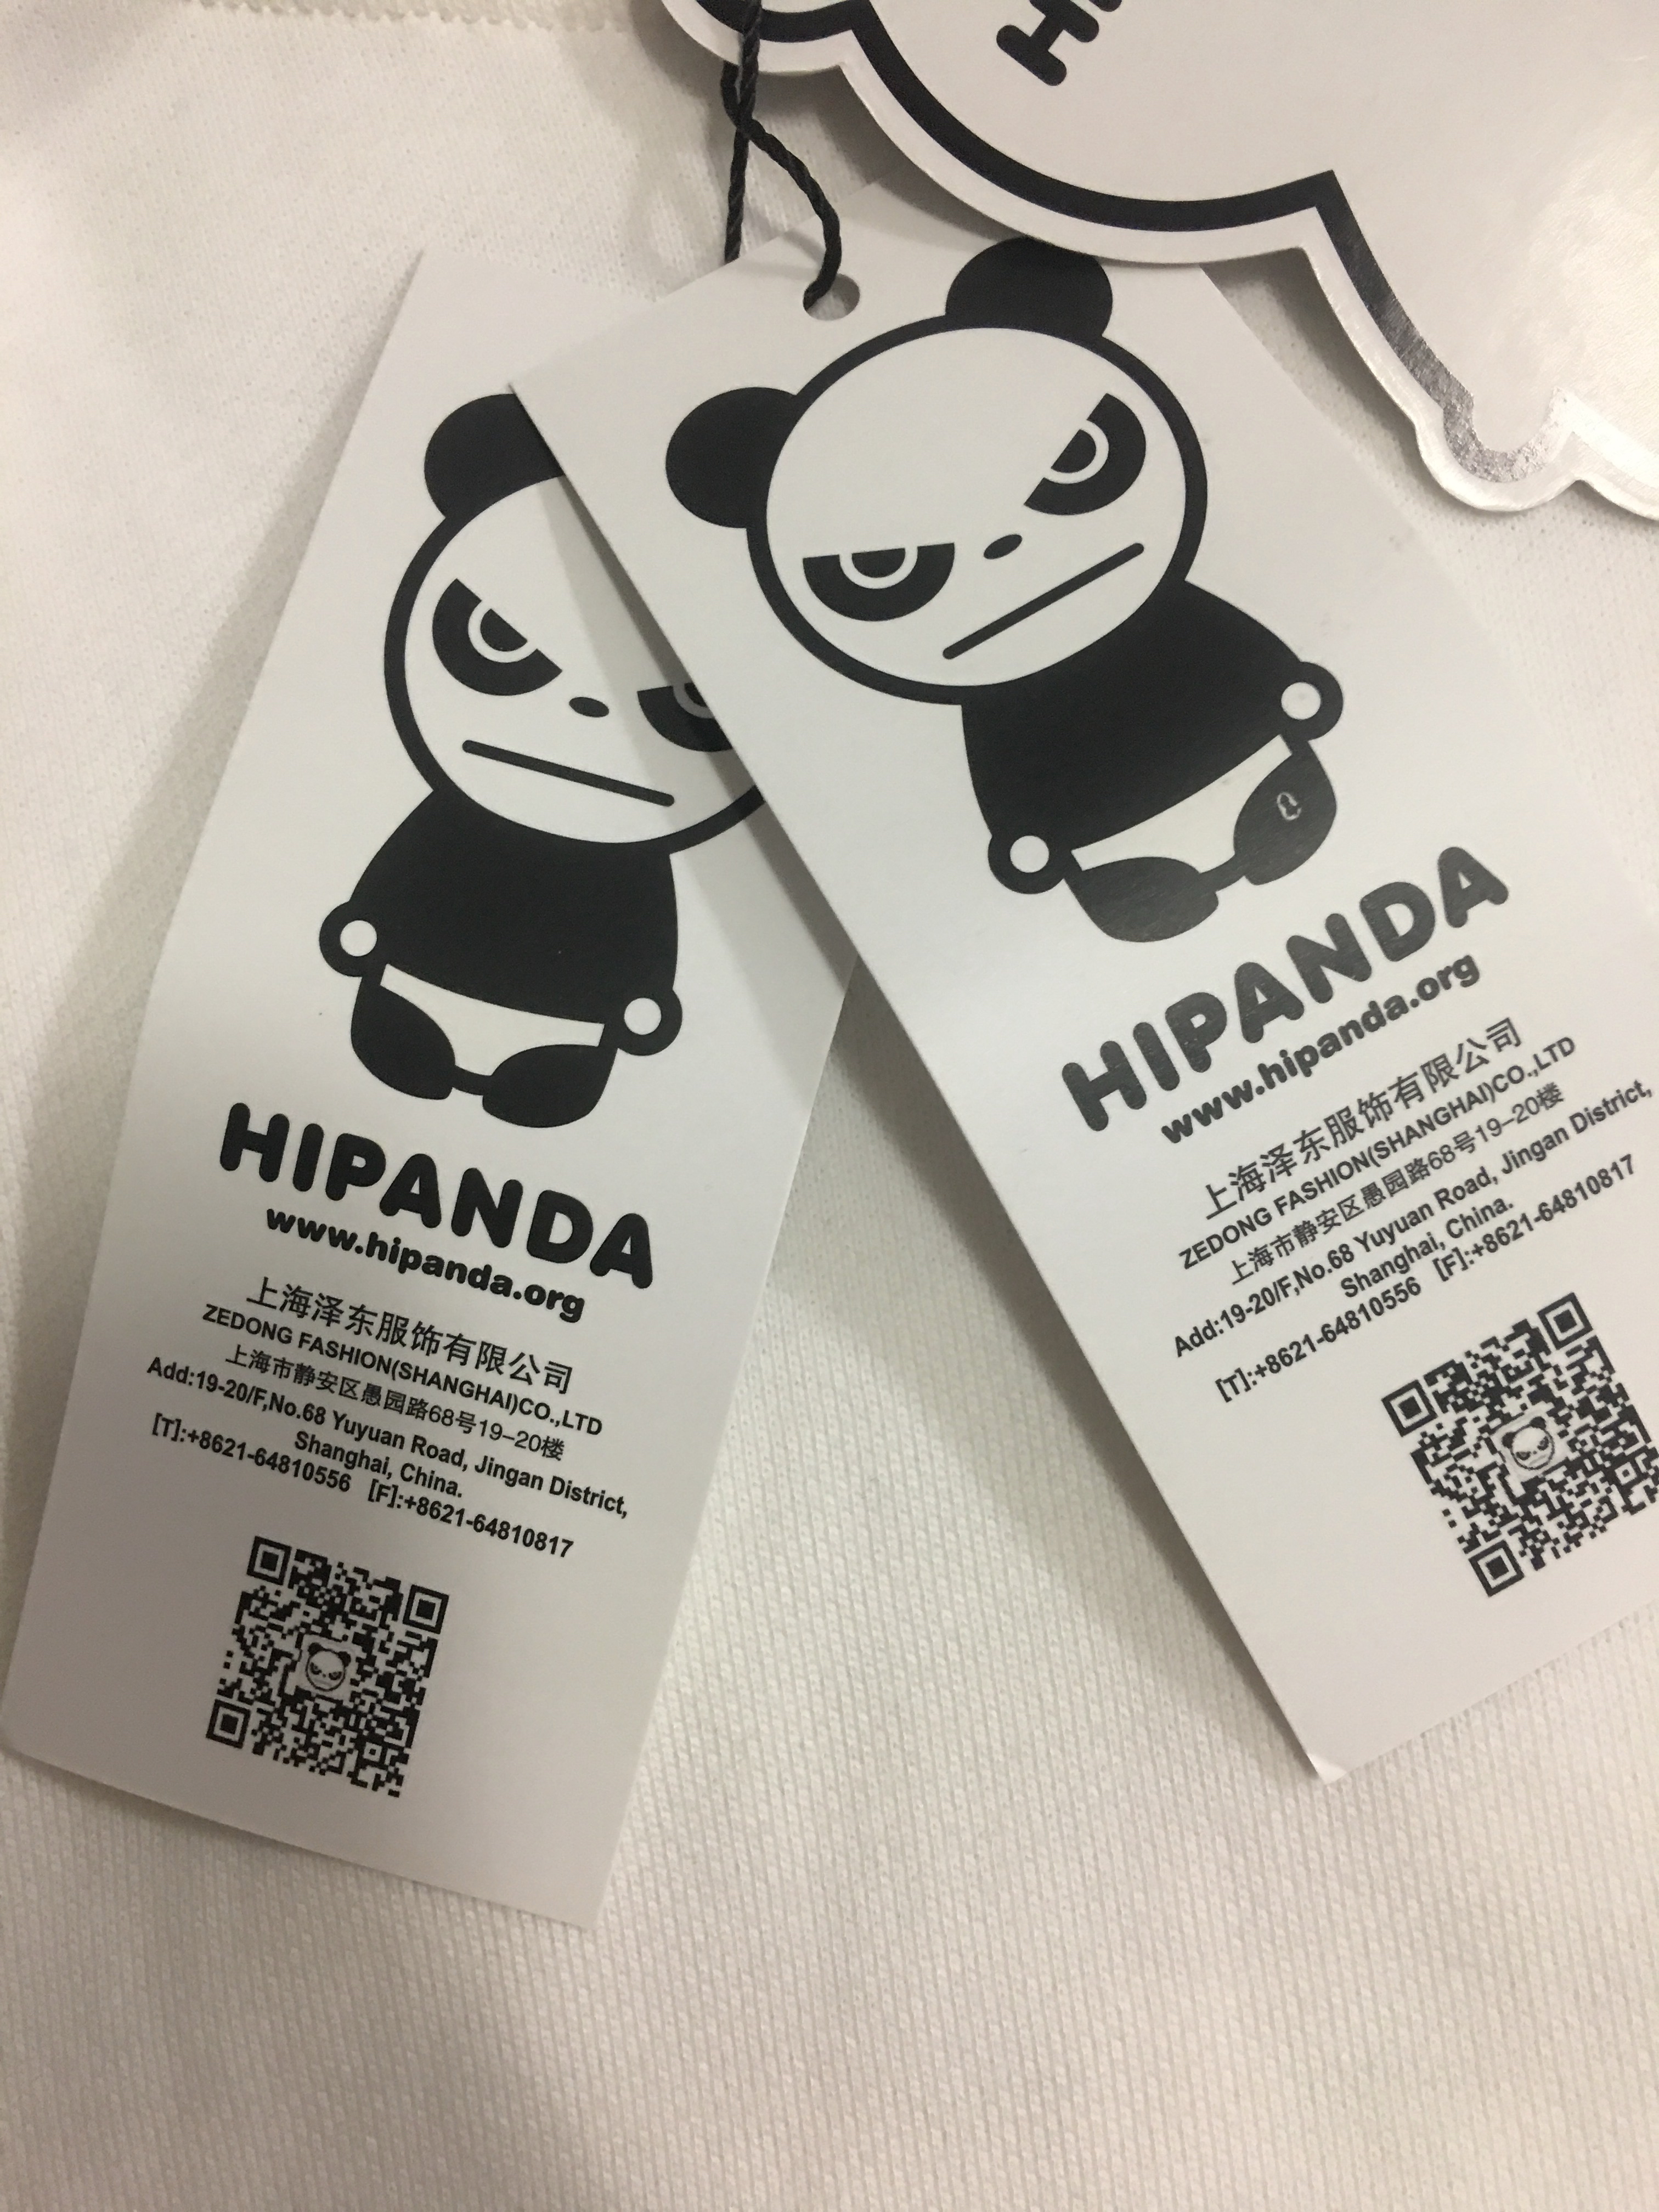 HIPANDA
www.hipanda.org
上海泽东服饰有限公司
ZEDONG FASHION(SHANGHAI)CO.,LTD
上海市静安区愚园路68号19–20楼
Add:19-20/F,No.68 Yuyuan Road, Jingan District,
Shanghai, China.
[T]:+8621-64810556 [F]:+8621-64810817
HIPANDA
www.hipanda.org
上海泽东服饰有限公司
ZEDONG FASHION(SHANGHAI)CO.,LTD
上海市静安区愚园路68号19–20楼
Add:19-20/F,No.68 Yuyuan Road, Jingan District,
Shanghai, China.
[T]:+8621-64810556 [F]:+8621-64810817